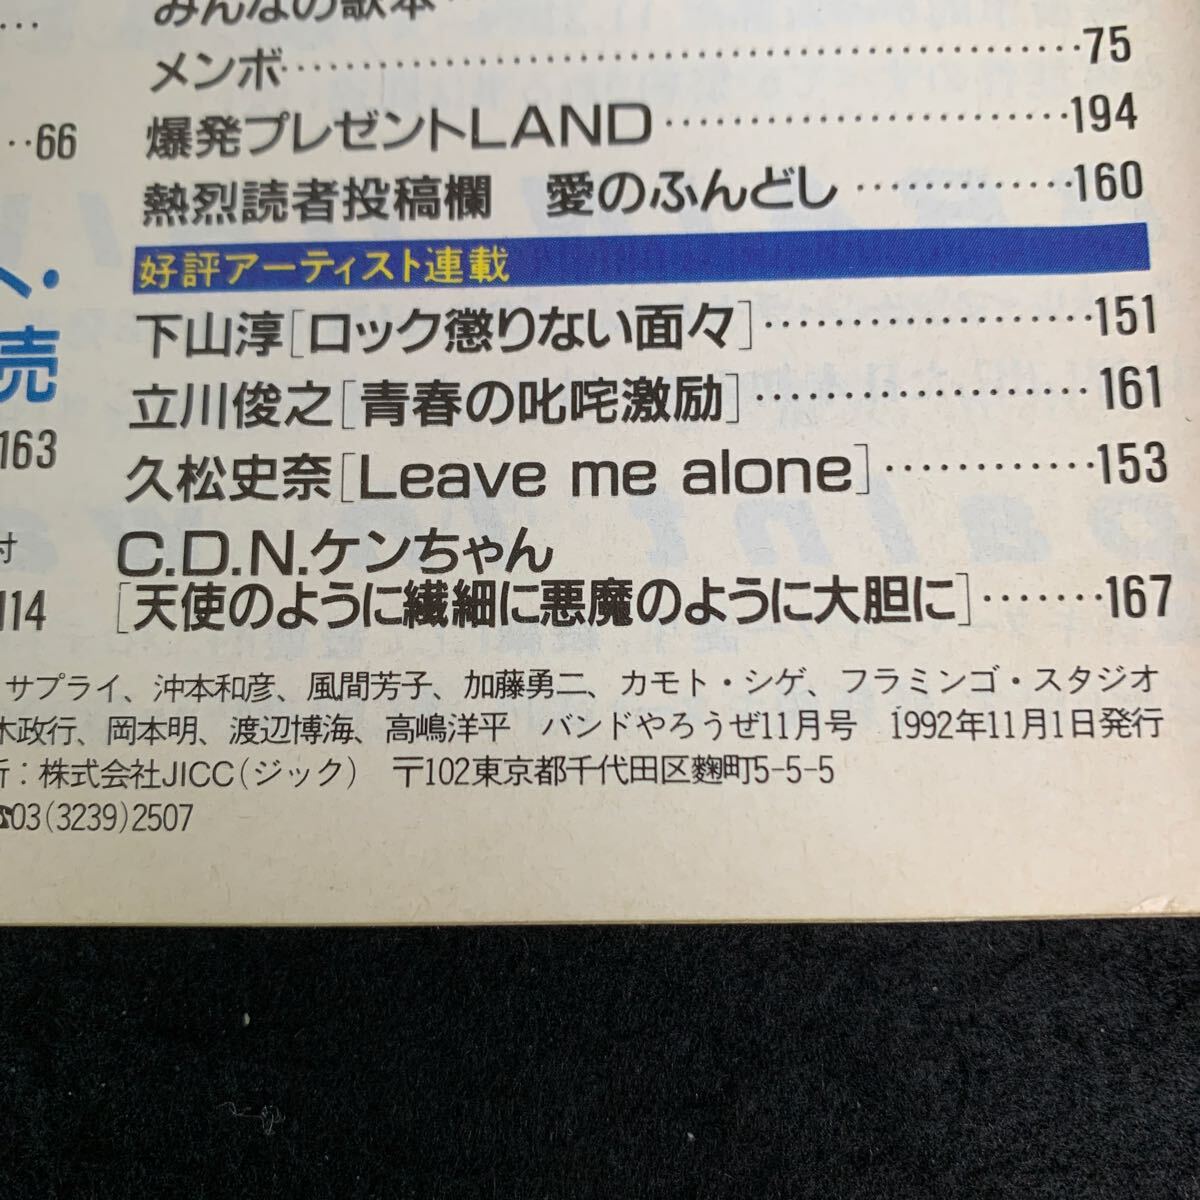 みんなの歌本…
メンボ……………75
爆発プレゼントLAND……………194
…66
熱烈読者投稿欄 愛のふんどし…………160
好評アーティスト連載
へ・
下山淳[ロック懲りない面々]……………151
売
立川俊之[青春の叱咤激励]……………161
163
久松史奈[Leave me alone]…………153
付
C.D.N.ケンちゃん
114
[天使のように繊細に悪魔のように大胆に]……167
サプライ、沖本和彦、風間芳子、加藤勇二、カモト・シゲ、フラミンゴ・スタジオ
木政行、岡本明、渡辺博海、高嶋洋平 バンドやろうぜ11月号 1992年11月1日発行
所：株式会社JICC(ジック) 〒102東京都千代田区麴町5-5-5
☎03(3239)2507